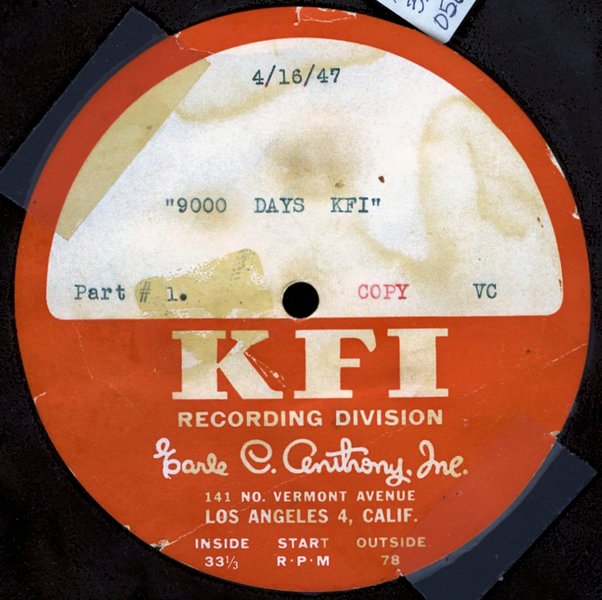 4/16/47
"9000 DAYS KFI"
Part # 1. COPY VC
KFI
RECORDING DIVISION
Earle C. Anthony, Inc.
141 NO. VERMONT AVENUE
LOS ANGELES 4, CALIF.
INSIDE START OUTSIDE
33⅓ R·P·M 78